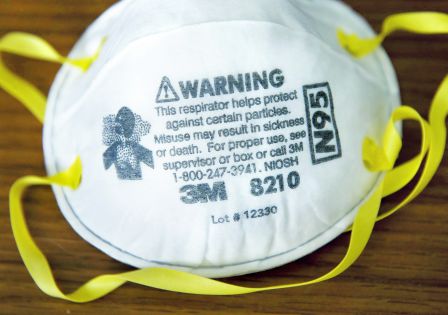 ⚠WARNING
This respirator helps protect
against certain particles.
Misuse may result in sickness
or death. For proper use, see
supervisor or box or call 3M
1-800-247-3941. NIOSH
3M 8210
Lot # 12330
N95